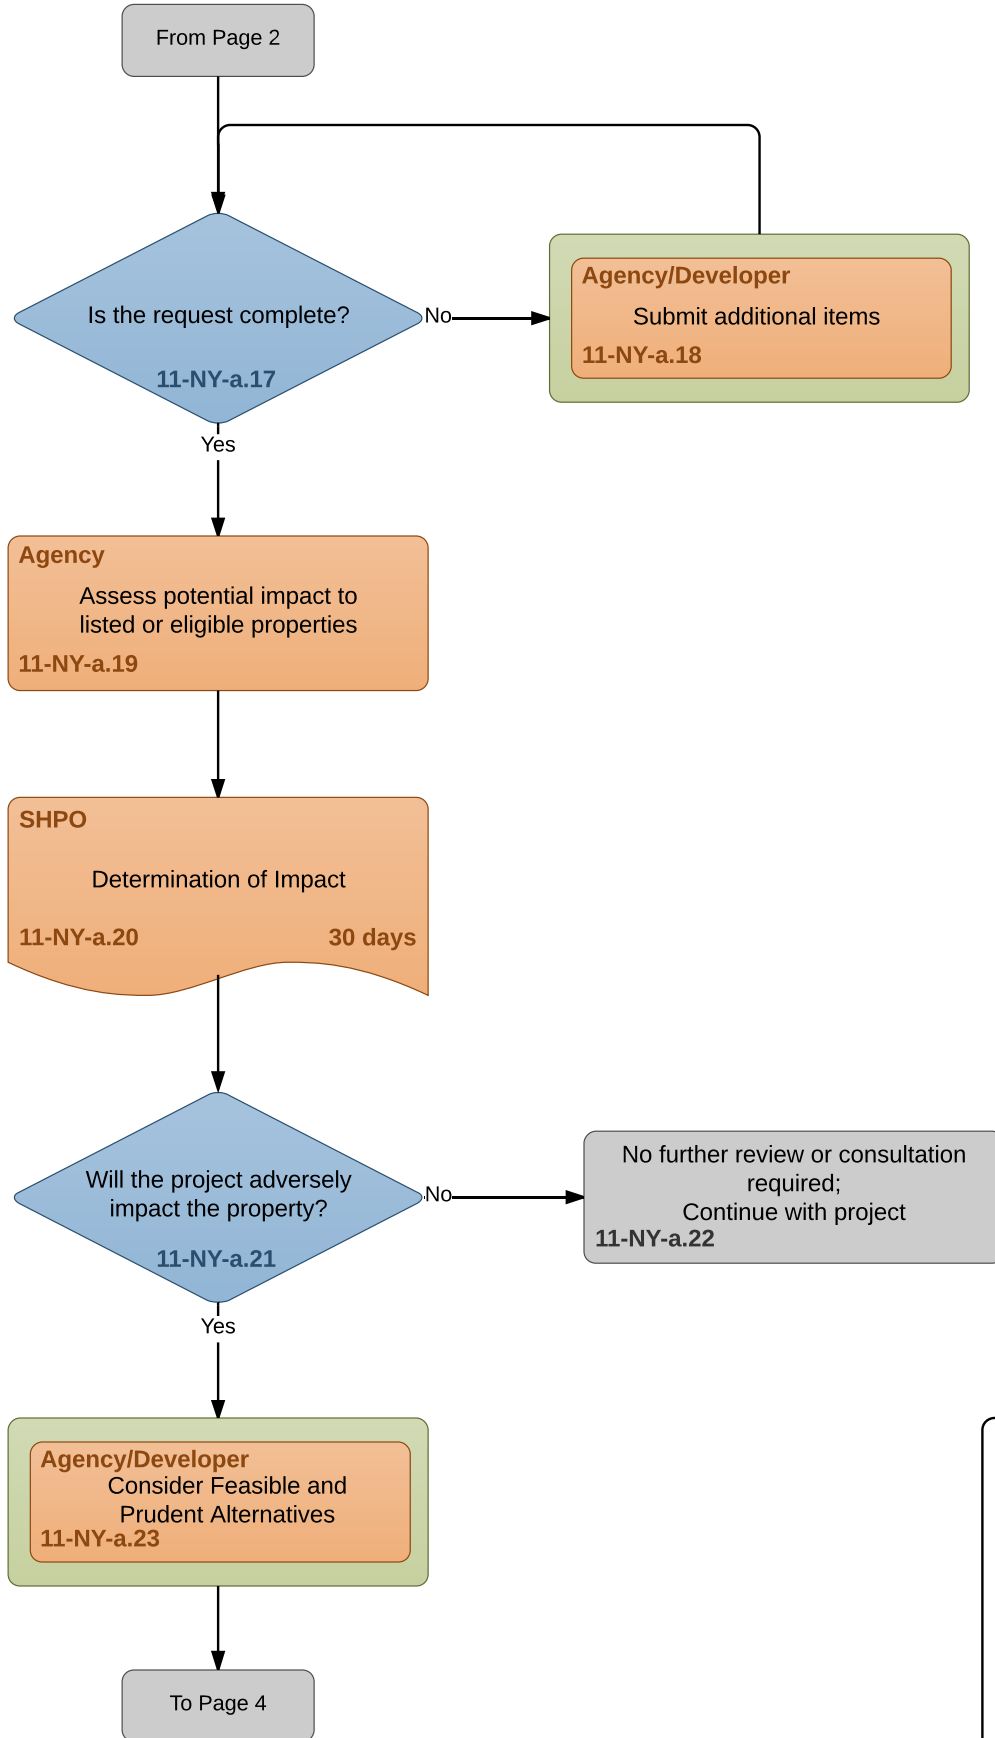 From Page 2
Is the request complete?
11-NY-a.17
No
Agency/Developer
Submit additional items
11-NY-a.18
Yes
Agency
Assess potential impact to
listed or eligible properties
11-NY-a.19
SHPO
Determination of Impact
11-NY-a.20
30 days
Will the project adversely
impact the property?
11-NY-a.21
No
No further review or consultation
required;
Continue with project
11-NY-a.22
Yes
Agency/Developer
Consider Feasible and
Prudent Alternatives
11-NY-a.23
To Page 4